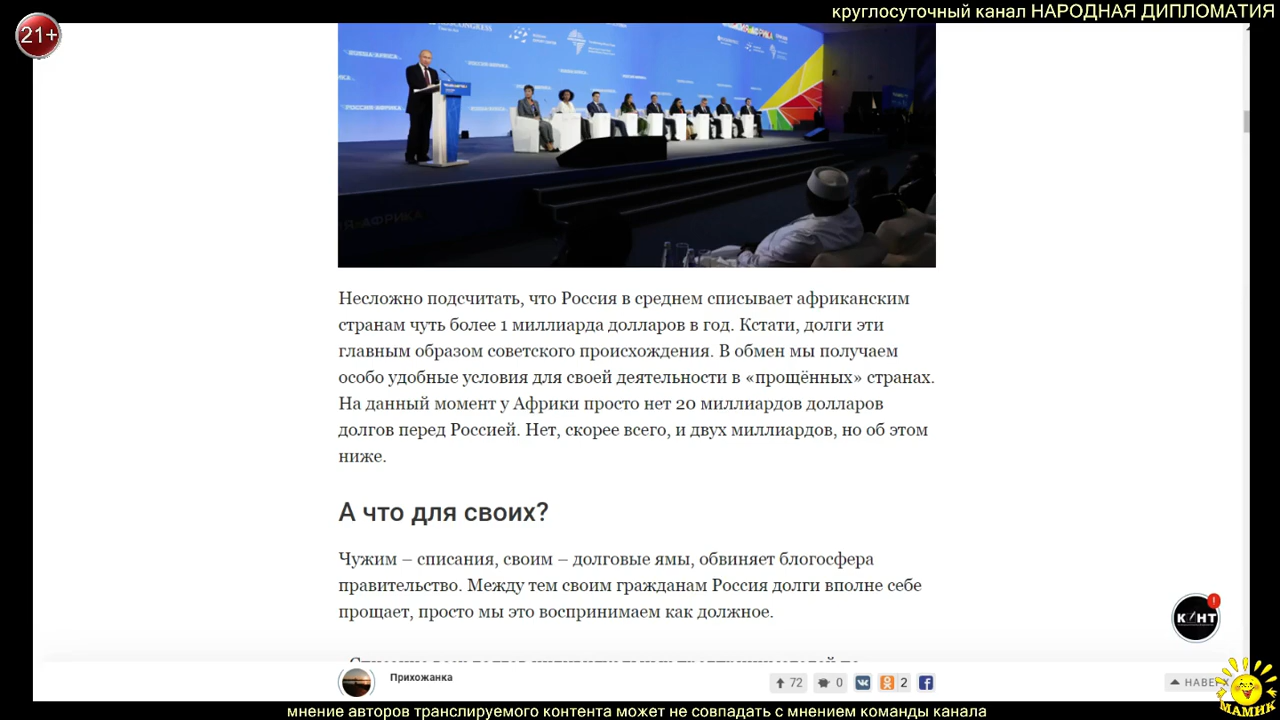 круглосуточный канал НАРОДНАЯ ДИПЛОМАТИЯ
21+
РОССИЯ-АФРИКА
Несложно подсчитать, что Россия в среднем списывает африканским
странам чуть более 1 миллиарда долларов в год. Кстати, долги эти
главным образом советского происхождения. В обмен мы получаем
особо удобные условия для своей деятельности в «прощённых» странах.
На данный момент у Африки просто нет 20 миллиардов долларов
долгов перед Россией. Нет, скорее всего, и двух миллиардов, но об этом
ниже.
А что для своих?
Чужим – списания, своим – долговые ямы, обвиняет блогосфера
правительство. Между тем своим гражданам Россия долги вполне себе
прощает, просто мы это воспринимаем как должное.
КОНТ
!
Прихожанка
72
0
2
НАВЕ
МАМИК
мнение авторов транслируемого контента может не совпадать с мнением команды канала